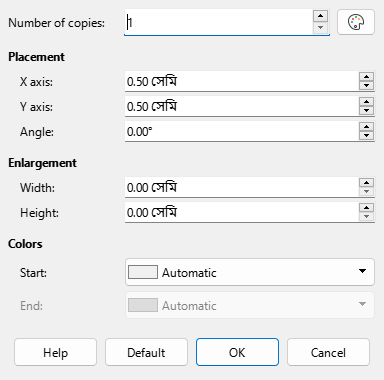 Number of copies: 1
Placement
X axis: 0.50 সেমি
Y axis: 0.50 সেমি
Angle: 0.00°
Enlargement
Width: 0.00 সেমি
Height: 0.00 সেমি
Colors
Start: Automatic
End: Automatic
Help Default OK Cancel